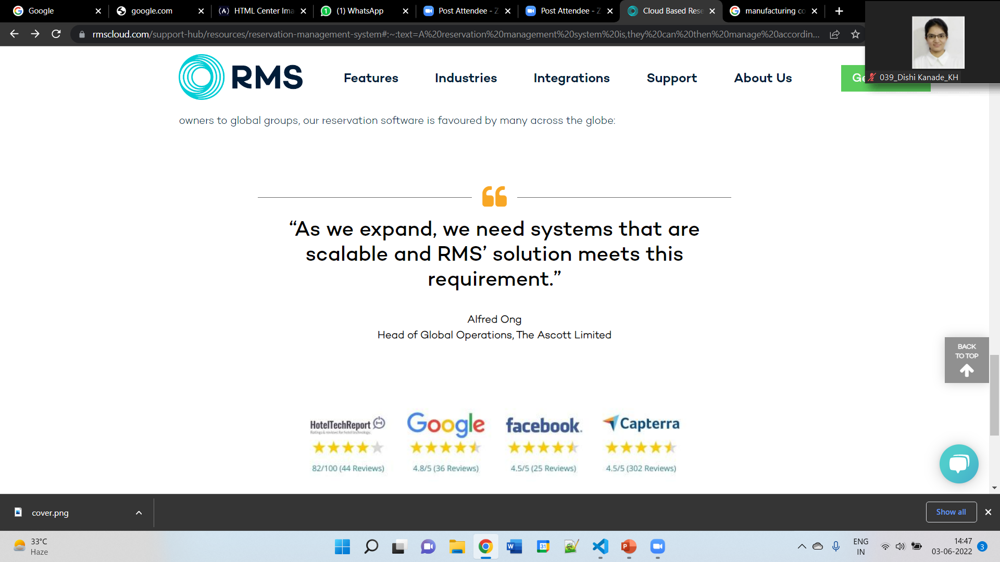 Google
google.com
HTML Center Ima
(1) WhatsApp
Post Attendee - Z
Post Attendee - Z
Cloud Based Rese
manufacturing co
rmscloud.com/support-hub/resources/reservation-management-system#:~:text=A%20reservation%20management%20system%20is,they%20can%20then%20manage%20accordin...
039_Dishi Kanade_KH
RMS
Features
Industries
Integrations
Support
About Us
Ge
owners to global groups, our reservation software is favoured by many across the globe:
“As we expand, we need systems that are
scalable and RMS’ solution meets this
requirement.”
Alfred Ong
Head of Global Operations, The Ascott Limited
BACK
TO TOP
HotelTechReport
Ratings & reviews for hotel technology.
Google
facebook.
Capterra
82/100 (44 Reviews)
4.8/5 (36 Reviews)
4.5/5 (25 Reviews)
4.5/5 (302 Reviews)
cover.png
Show all
33°C
Haze
31
ENG
IN
14:47
03-06-2022
3